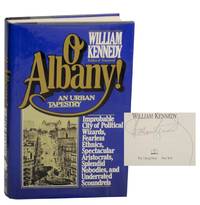 WILLIAM
KENNEDY
O
Albany!
AN URBAN
TAPESTRY
Improbable
City of Political
Wizards,
Fearless
Ethnics,
Spectacular
Aristocrats,
Splendid
Nobodies, and
Underrated
Scoundrels
WILLIAM KENNEDY